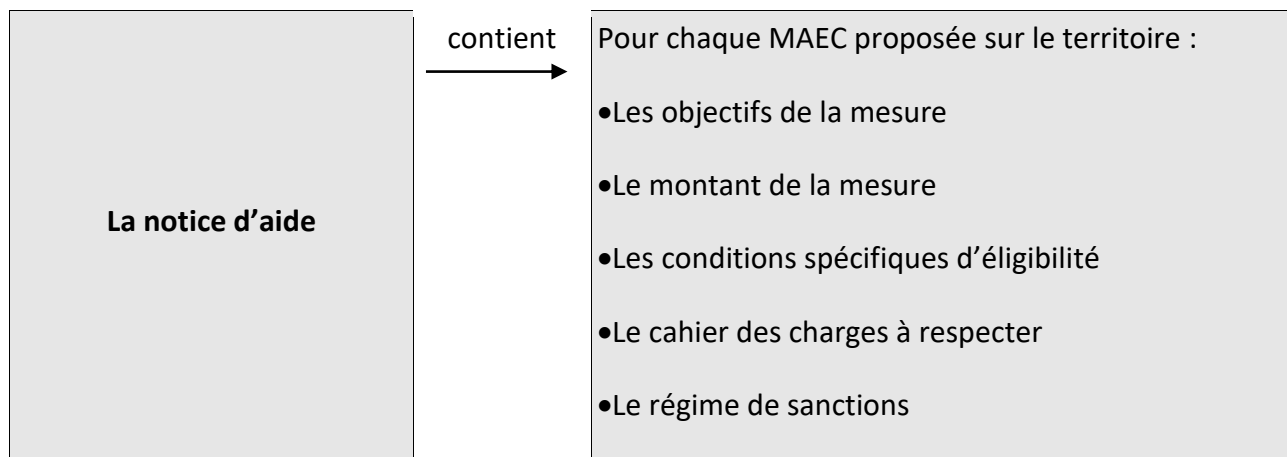 La notice d’aide
contient
Pour chaque MAEC proposée sur le territoire :
•Les objectifs de la mesure
•Le montant de la mesure
•Les conditions spécifiques d’éligibilité
•Le cahier des charges à respecter
•Le régime de sanctions